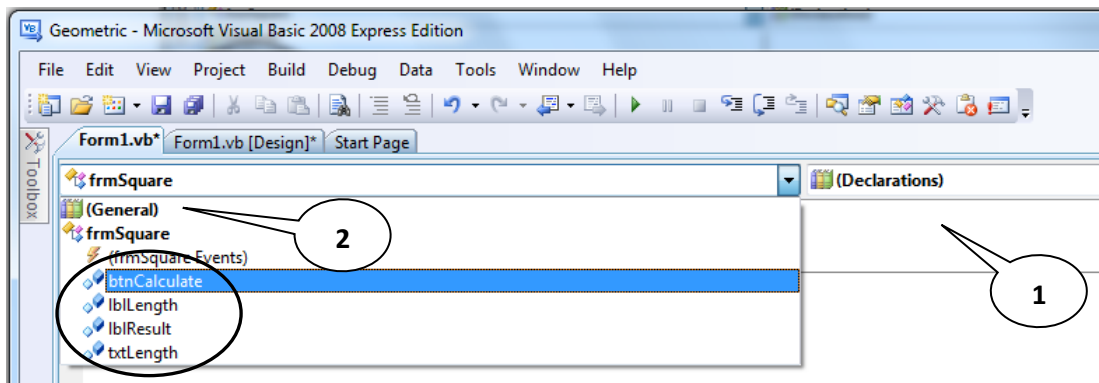 Geometric - Microsoft Visual Basic 2008 Express Edition
File Edit View Project Build Debug Data Tools Window Help
Form1.vb* Form1.vb [Design]* Start Page
Toolbox
frmSquare (Declarations)
(General)
frmSquare
(frmSquare Events)
btnCalculate
lblLength
lblResult
txtLength
2
1